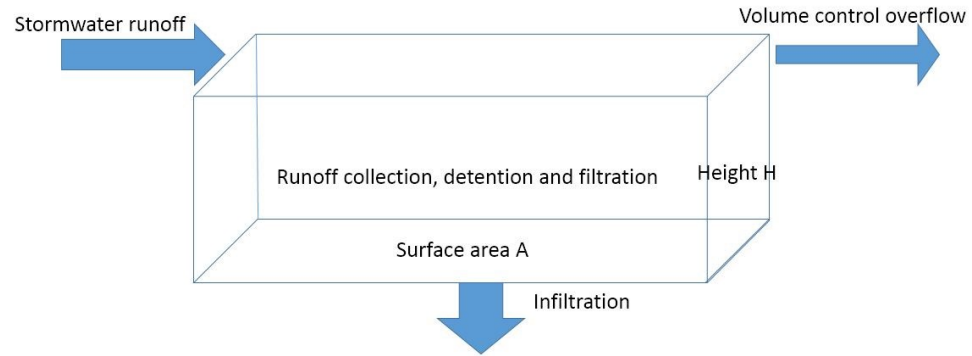 Stormwater runoff
Volume control overflow
Runoff collection, detention and filtration
Height H
Surface area A
Infiltration